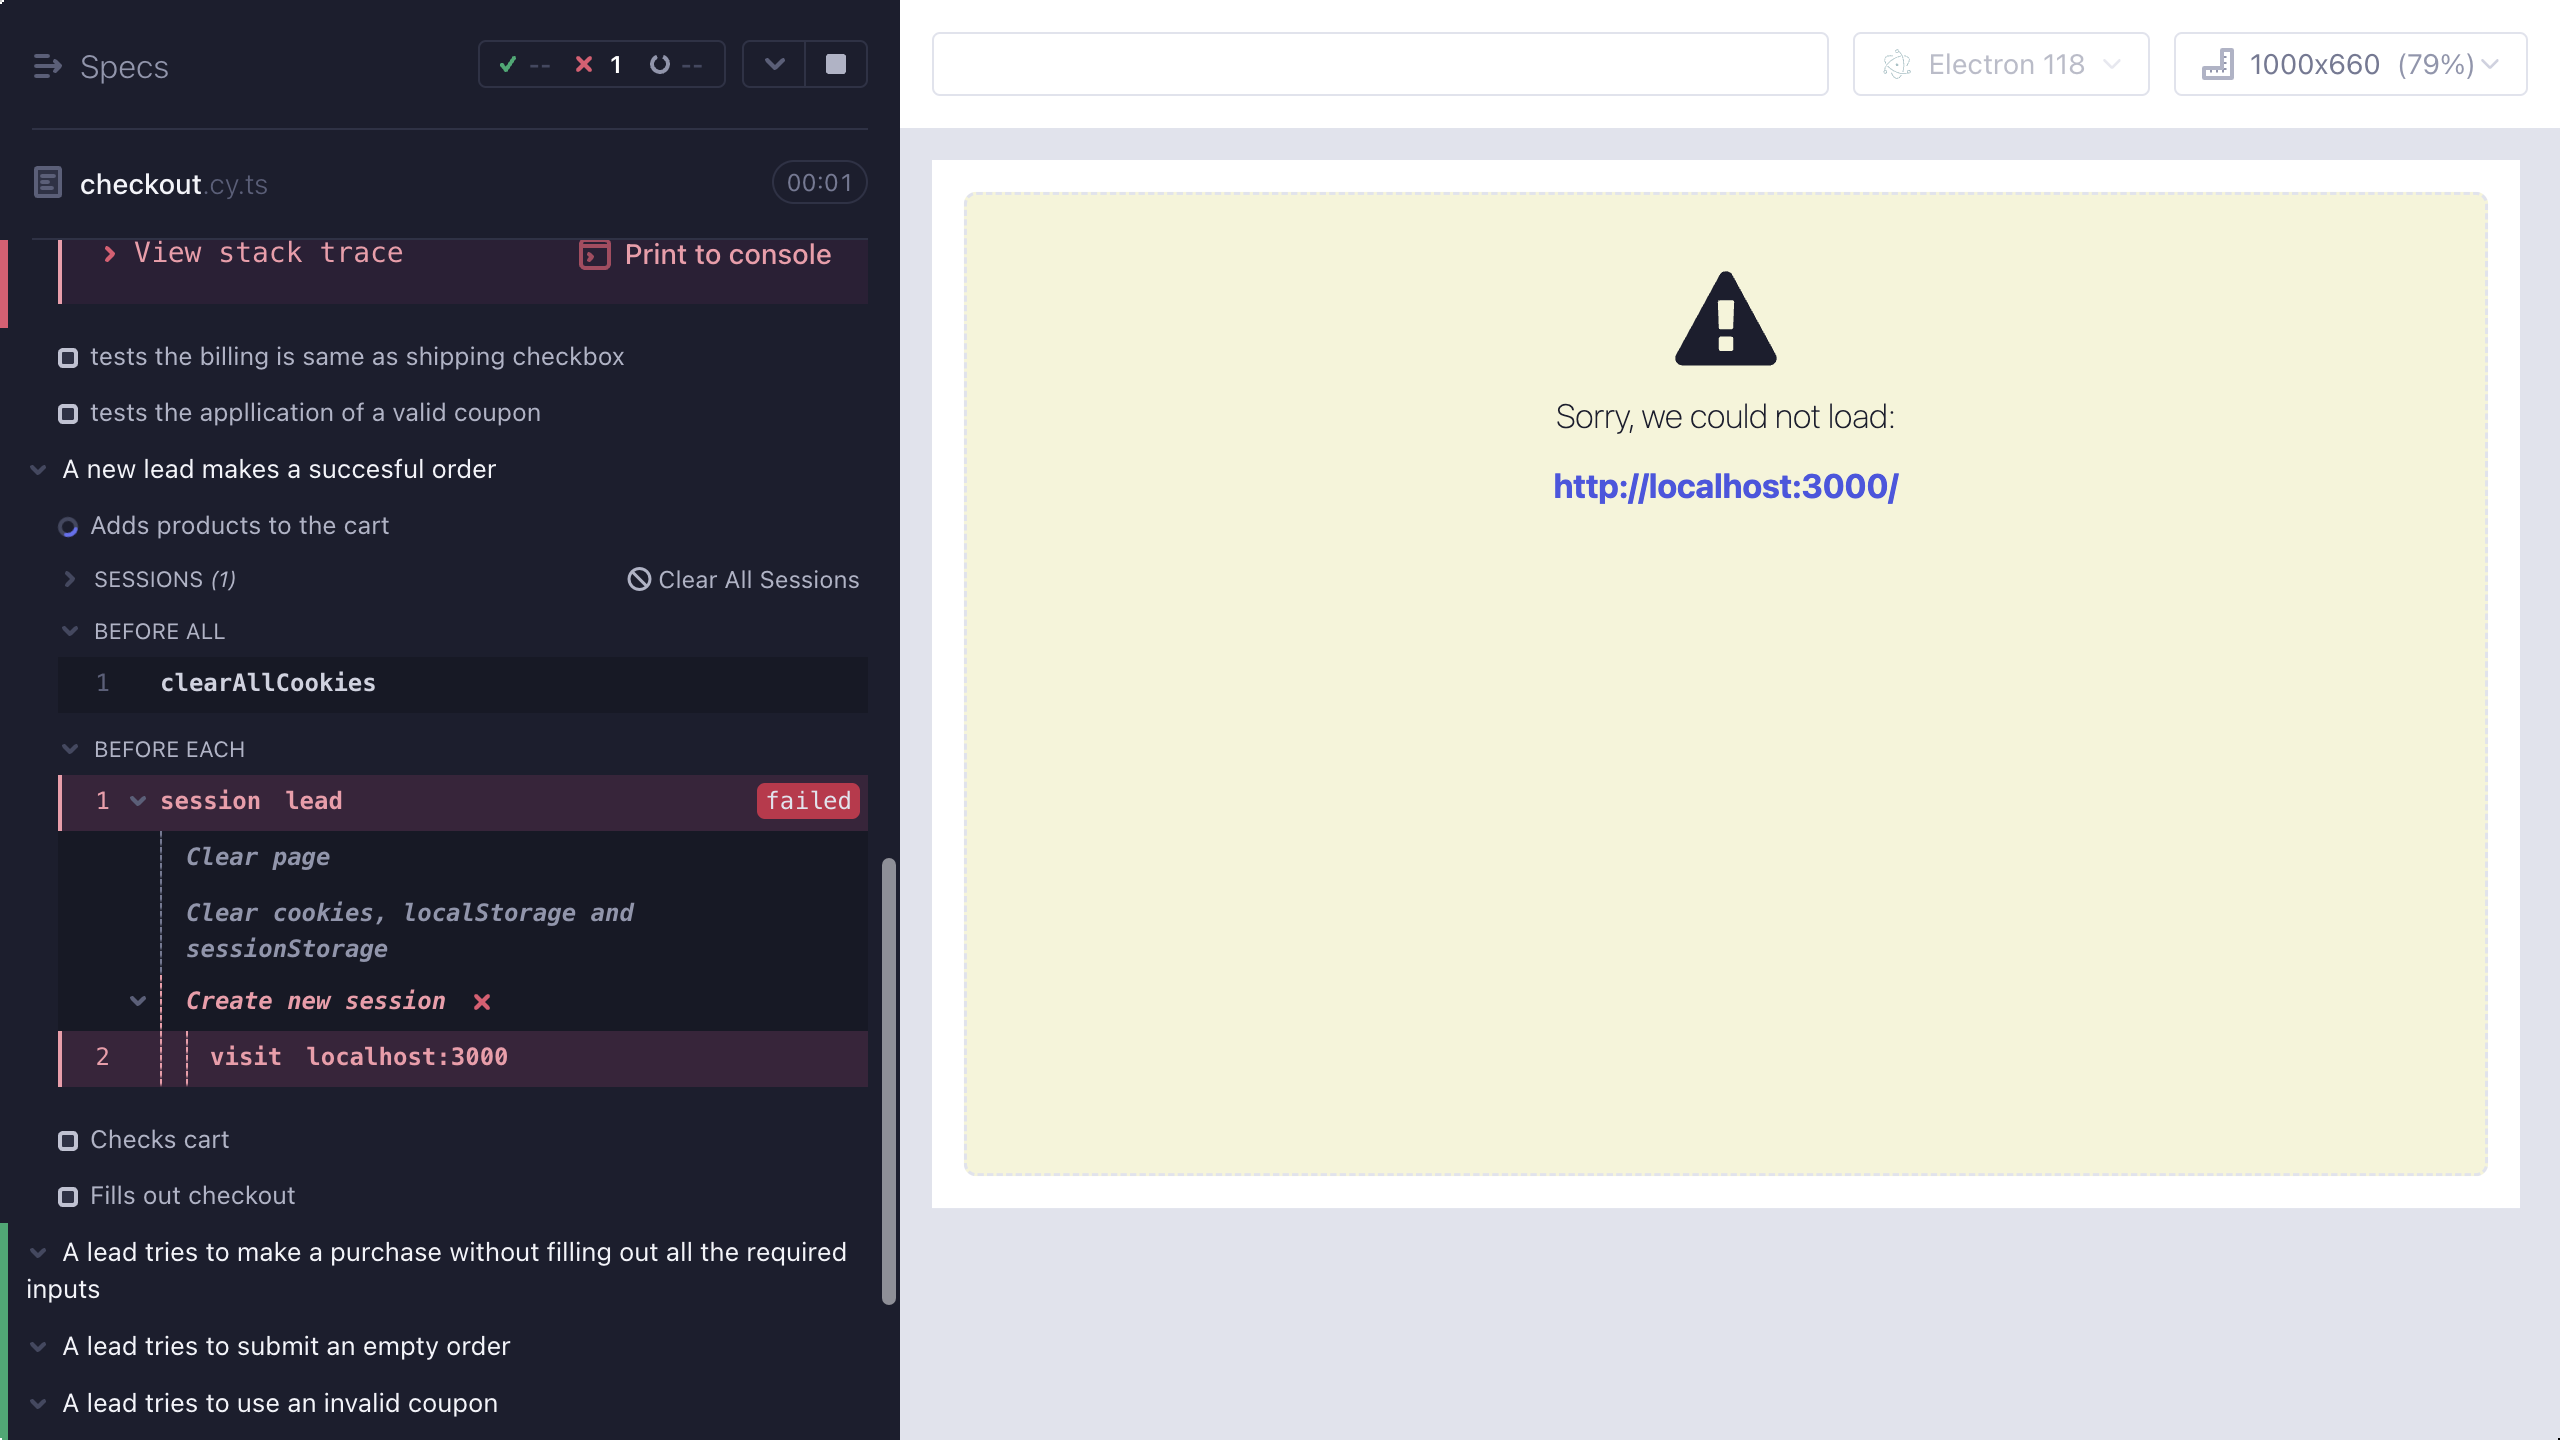 Specs
-- 1 --
checkout.cy.ts
00:01
View stack trace
Print to console
tests the billing is same as shipping checkbox
tests the appllication of a valid coupon
A new lead makes a succesful order
Adds products to the cart
SESSIONS (1)
Clear All Sessions
BEFORE ALL
1 clearAllCookies
BEFORE EACH
1 session lead failed
Clear page
Clear cookies, localStorage and
sessionStorage
Create new session
2 visit localhost:3000
Checks cart
Fills out checkout
A lead tries to make a purchase without filling out all the required
inputs
A lead tries to submit an empty order
A lead tries to use an invalid coupon
Electron 118
1000x660 (79%)
Sorry, we could not load:
http://localhost:3000/